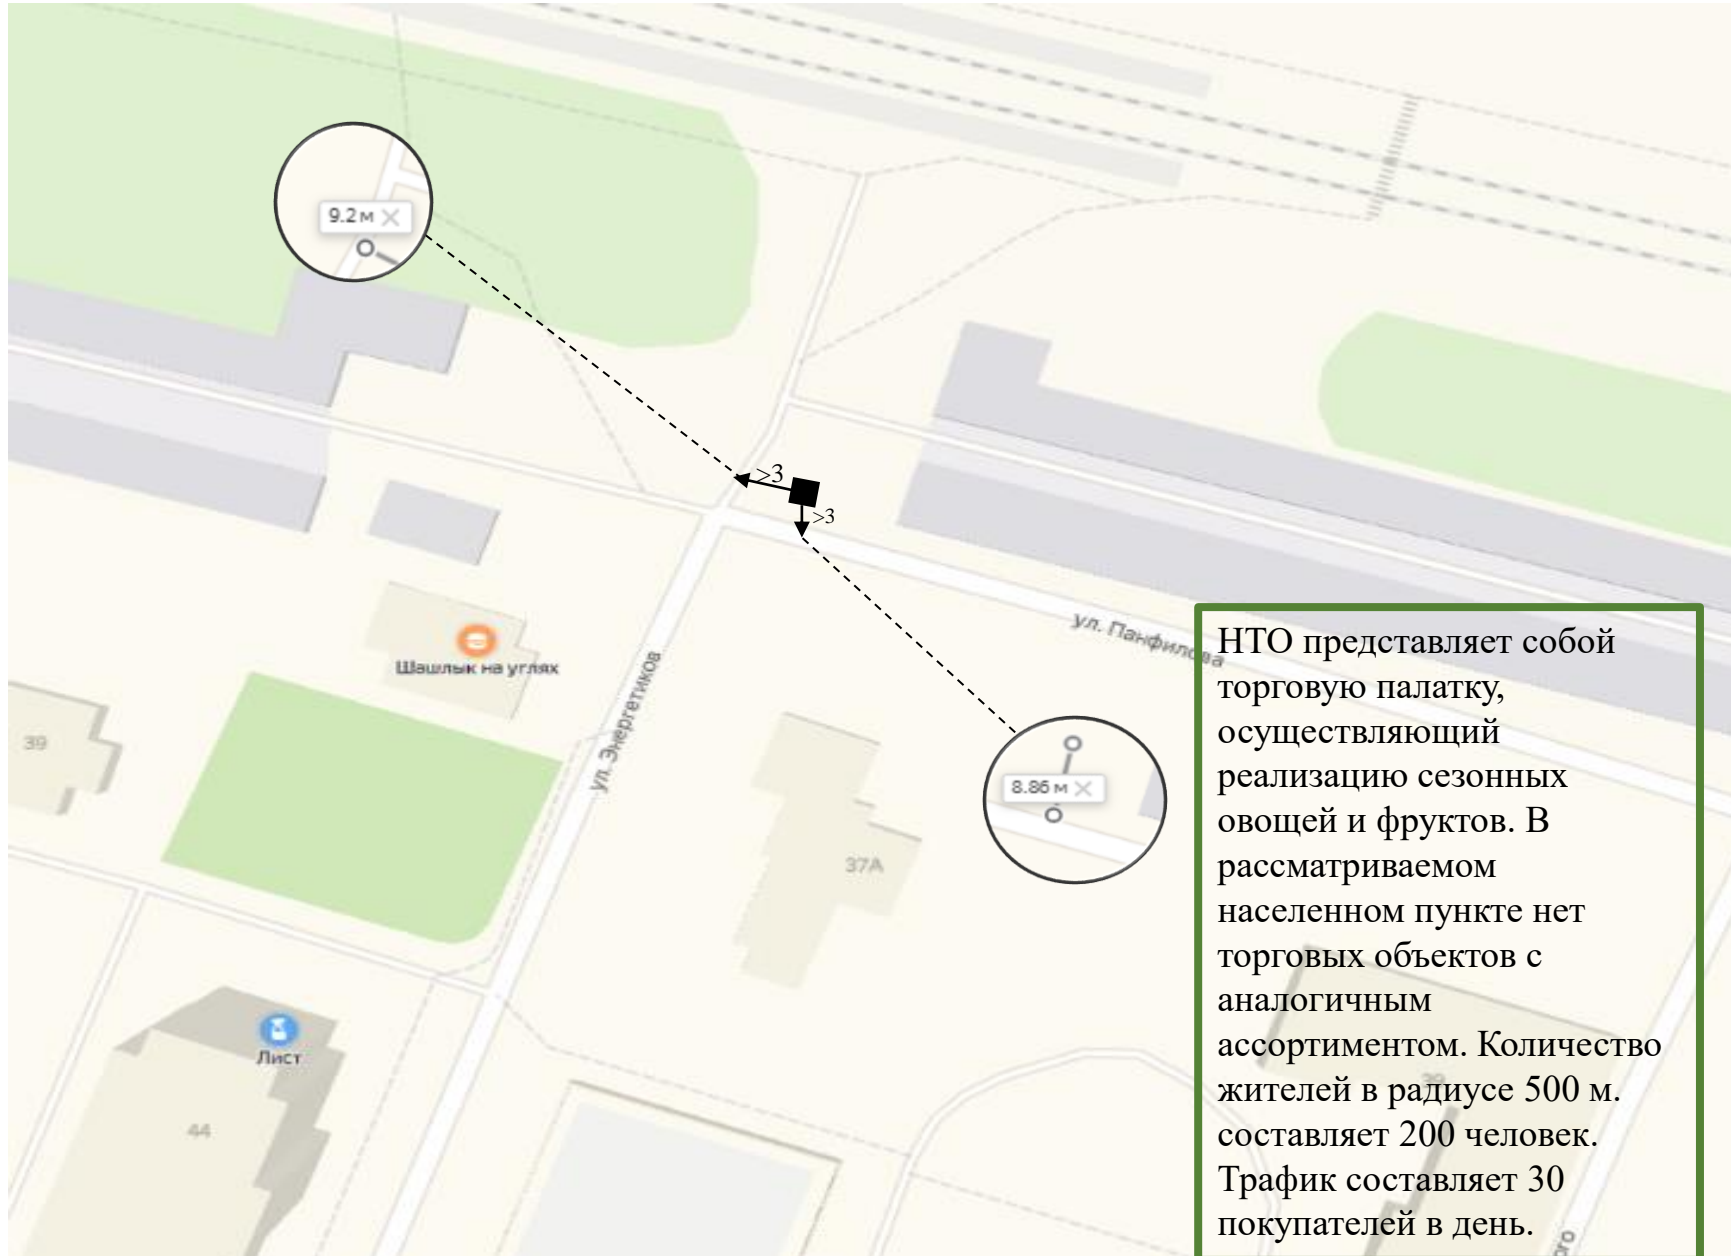 9.2 м
>3
>3
ул. Панфилова
ул. Энергетиков
Шашлык на углях
39
8.86 м
37А
Лист
44
39
ого
НТО представляет собой
торговую палатку,
осуществляющий
реализацию сезонных
овощей и фруктов. В
рассматриваемом
населенном пункте нет
торговых объектов с
аналогичным
ассортиментом. Количество
жителей в радиусе 500 м.
составляет 200 человек.
Трафик составляет 30
покупателей в день.